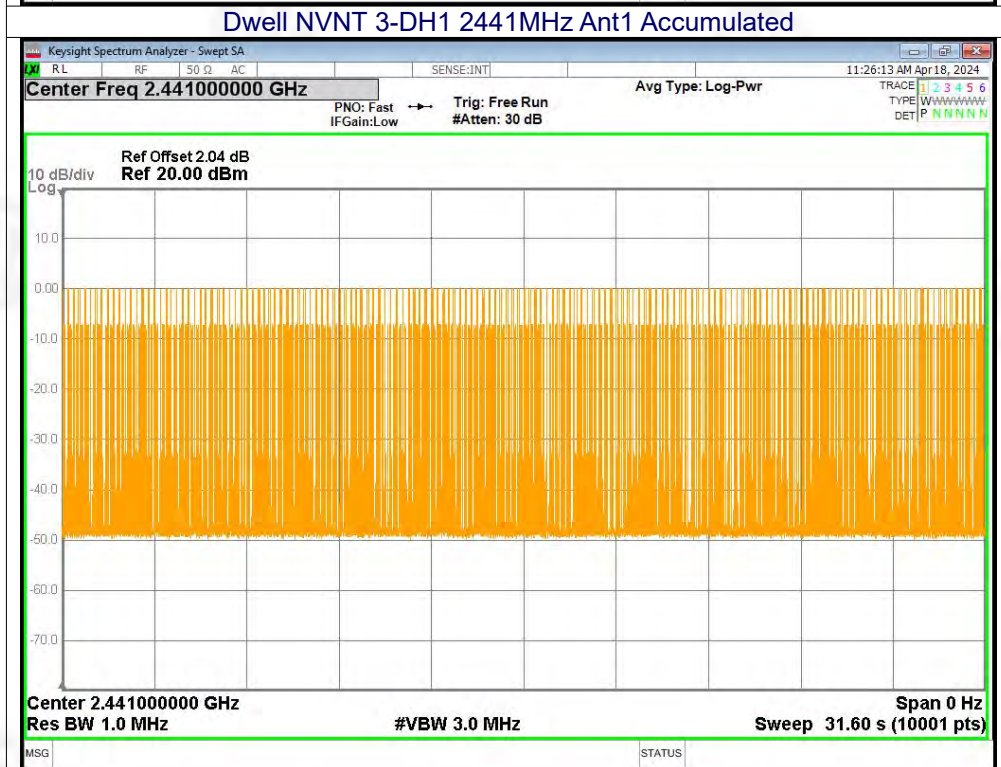 Dwell NVNT 3-DH1 2441MHz Ant1 Accumulated
Keysight Spectrum Analyzer - Swept SA
LXI RL RF 50 Ω AC SENSE:INT 11:26:13 AM Apr 18, 2024
Center Freq 2.441000000 GHz Avg Type: Log-Pwr TRACE 1 2 3 4 5 6
PNO: Fast Trig: Free Run TYPE WWWWWWW
IFGain:Low #Atten: 30 dB DET P N N N N N
Ref Offset 2.04 dB
10 dB/div Ref 20.00 dBm
Log
10.0
0.00
-10.0
-20.0
-30.0
-40.0
-50.0
-60.0
-70.0
Center 2.441000000 GHz Span 0 Hz
Res BW 1.0 MHz #VBW 3.0 MHz Sweep 31.60 s (10001 pts)
MSG STATUS